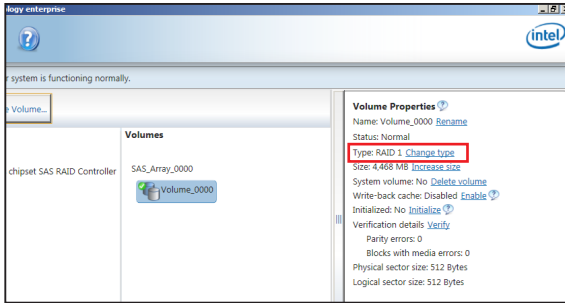 ology enterprise
intel
r system is functioning normally.
e Volume...
Volumes
chipset SAS RAID Controller
SAS_Array_0000
Volume_0000
Volume Properties
Name: Volume_0000 Rename
Status: Normal
Type: RAID 1 Change type
Size: 4,468 MB Increase size
System volume: No Delete volume
Write-back cache: Disabled Enable
Initialized: No Initialize
Verification details Verify
Parity errors: 0
Blocks with media errors: 0
Physical sector size: 512 Bytes
Logical sector size: 512 Bytes